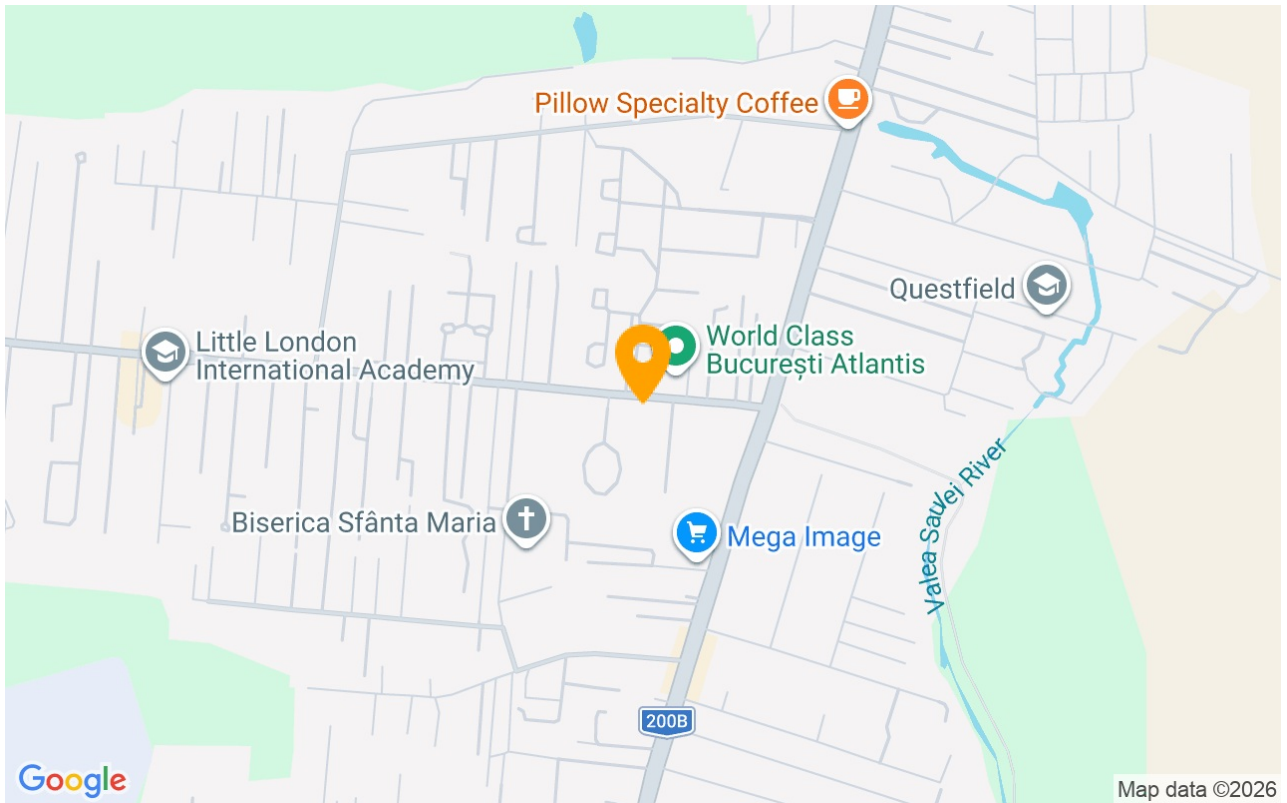 Pillow Specialty Coffee
Questfield
World Class
București Atlantis
Little London
International Academy
Valea Saulei River
Biserica Sfânta Maria
Mega Image
200B
Google
Map data ©2026